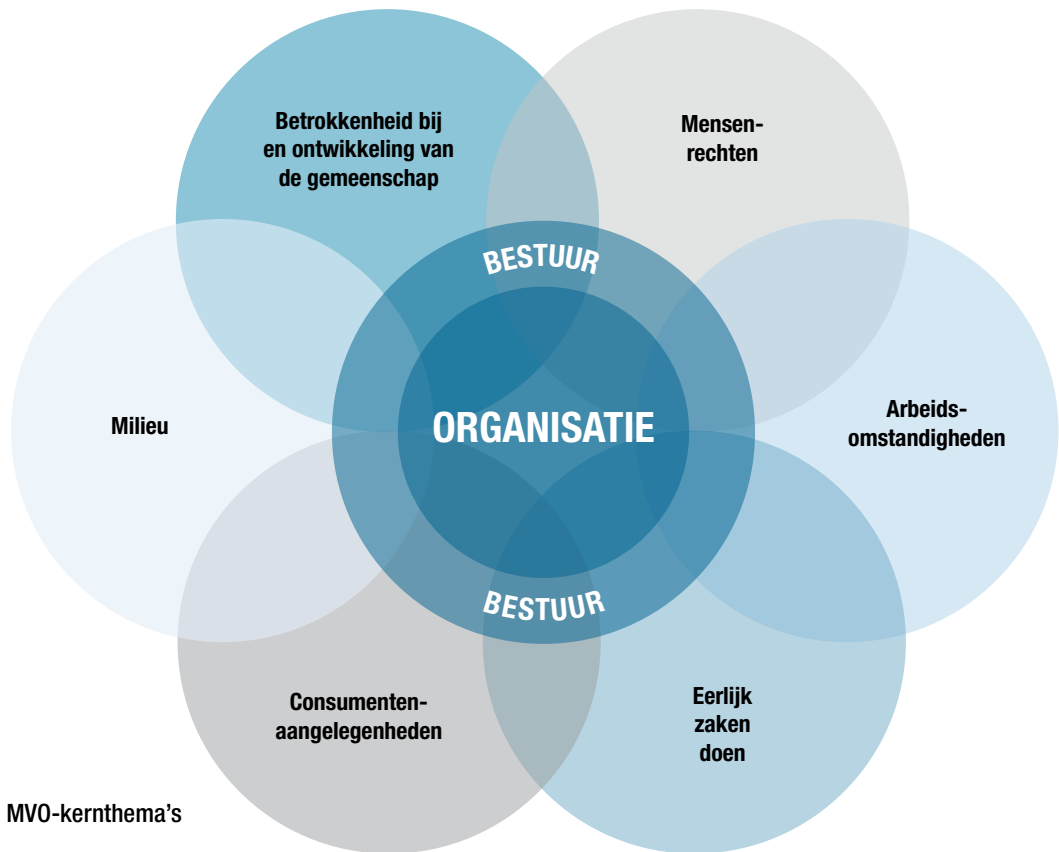 Betrokkenheid bij
en ontwikkeling van
de gemeenschap
Mensen-
rechten
BESTUUR
Milieu
ORGANISATIE
Arbeids-
omstandigheden
BESTUUR
Consumenten-
aangelegenheden
Eerlijk
zaken
doen
MVO-kernthema's